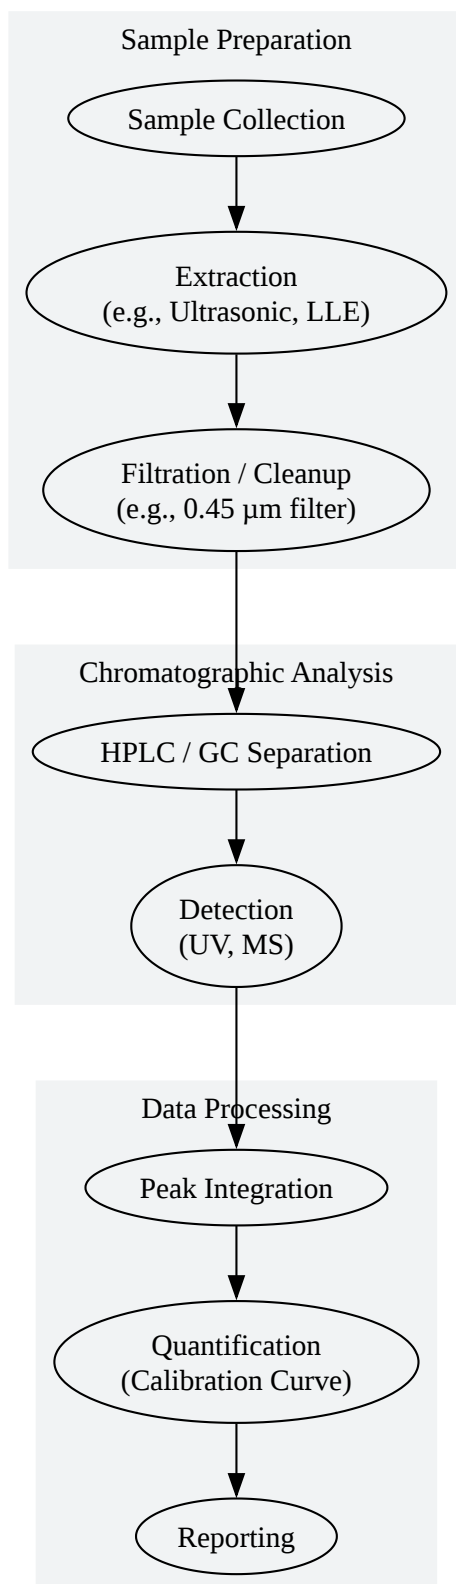 Sample Preparation
Sample Collection
Extraction
(e.g., Ultrasonic, LLE)
Filtration / Cleanup
(e.g., 0.45 µm filter)
Chromatographic Analysis
HPLC / GC Separation
Detection
(UV, MS)
Data Processing
Peak Integration
Quantification
(Calibration Curve)
Reporting